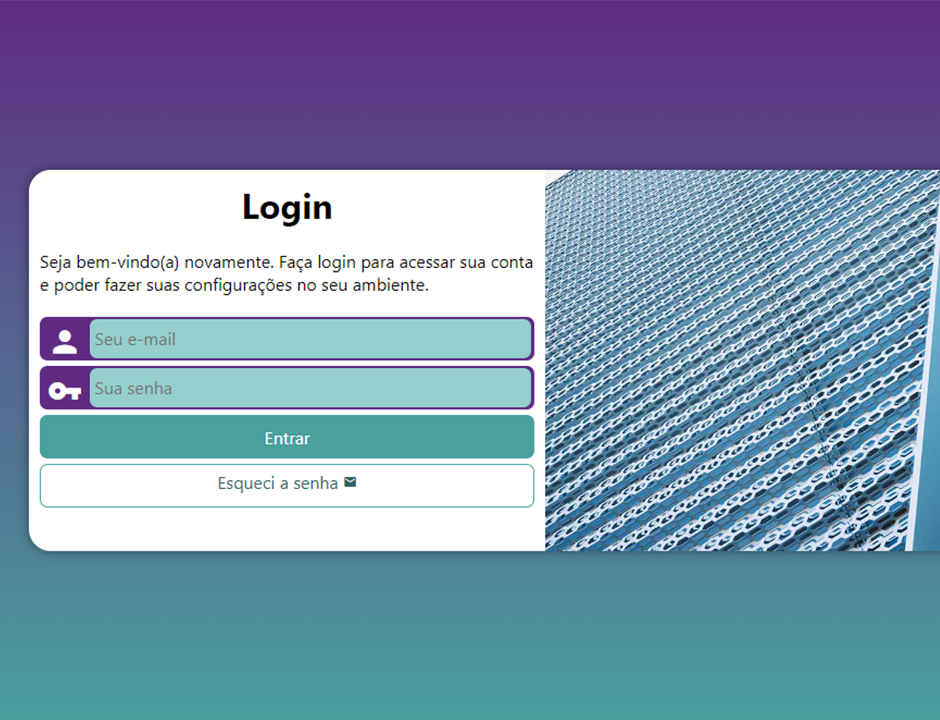 Login
Seja bem-vindo(a) novamente. Faça login para acessar sua conta
e poder fazer suas configurações no seu ambiente.
Seu e-mail
Sua senha
Entrar
Esqueci a senha